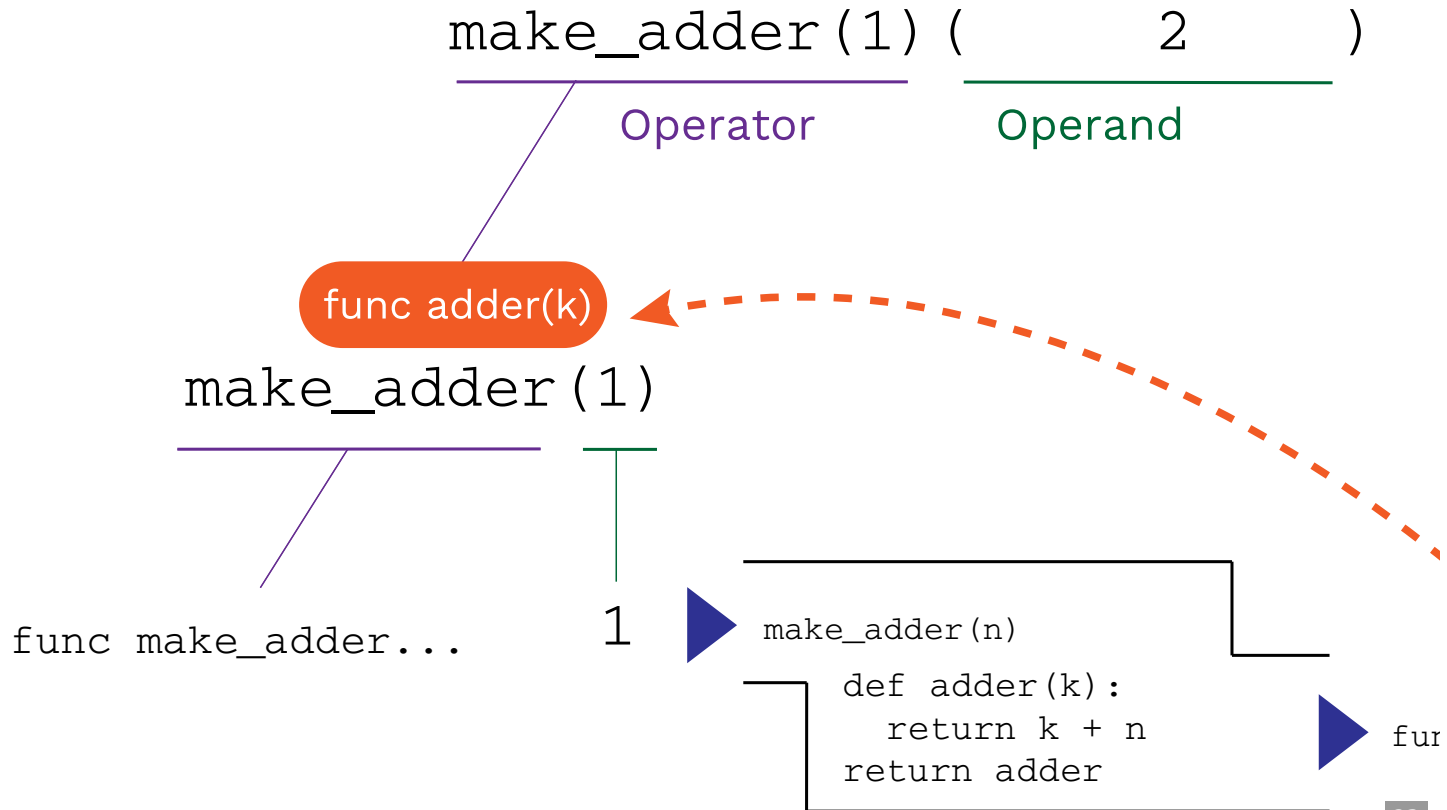 make_adder(1)( 2 )
Operator Operand
func adder(k)
make_adder(1)
func make_adder... 1
make_adder(n)
def adder(k):
return k + n
return adder